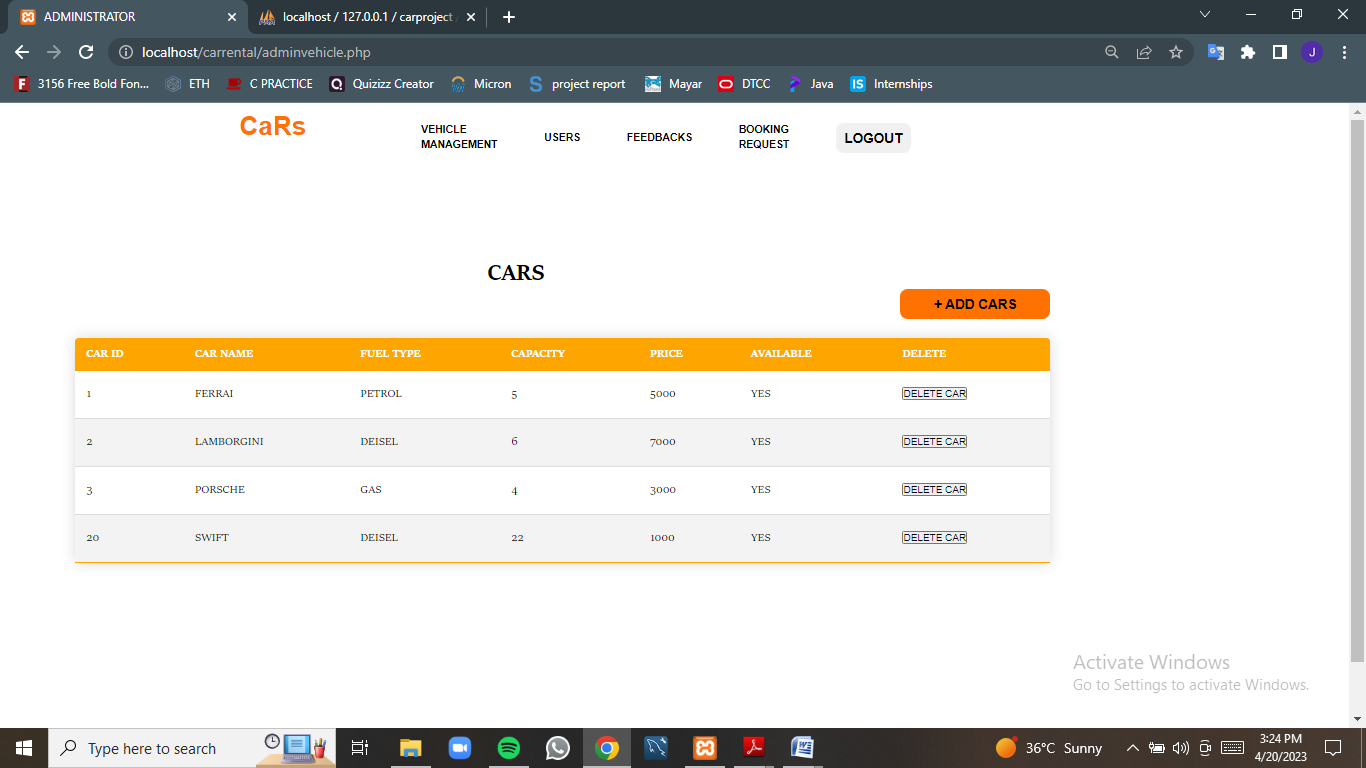 ADMINISTRATOR
localhost / 127.0.0.1 / carproject
localhost/carrental/adminvehicle.php
J
3156 Free Bold Fon... ETH C PRACTICE Quizizz Creator Micron project report Mayar DTCC Java Internships
CaRs
VEHICLE
MANAGEMENT
USERS
FEEDBACKS
BOOKING
REQUEST
LOGOUT
CARS
+ ADD CARS
CAR ID CAR NAME FUEL TYPE CAPACITY PRICE AVAILABLE DELETE
1 FERRAI PETROL 5 5000 YES DELETE CAR
2 LAMBORGINI DEISEL 6 7000 YES DELETE CAR
3 PORSCHE GAS 4 3000 YES DELETE CAR
20 SWIFT DEISEL 22 1000 YES DELETE CAR
Activate Windows
Go to Settings to activate Windows.
Type here to search
36°C Sunny
3:24 PM
4/20/2023